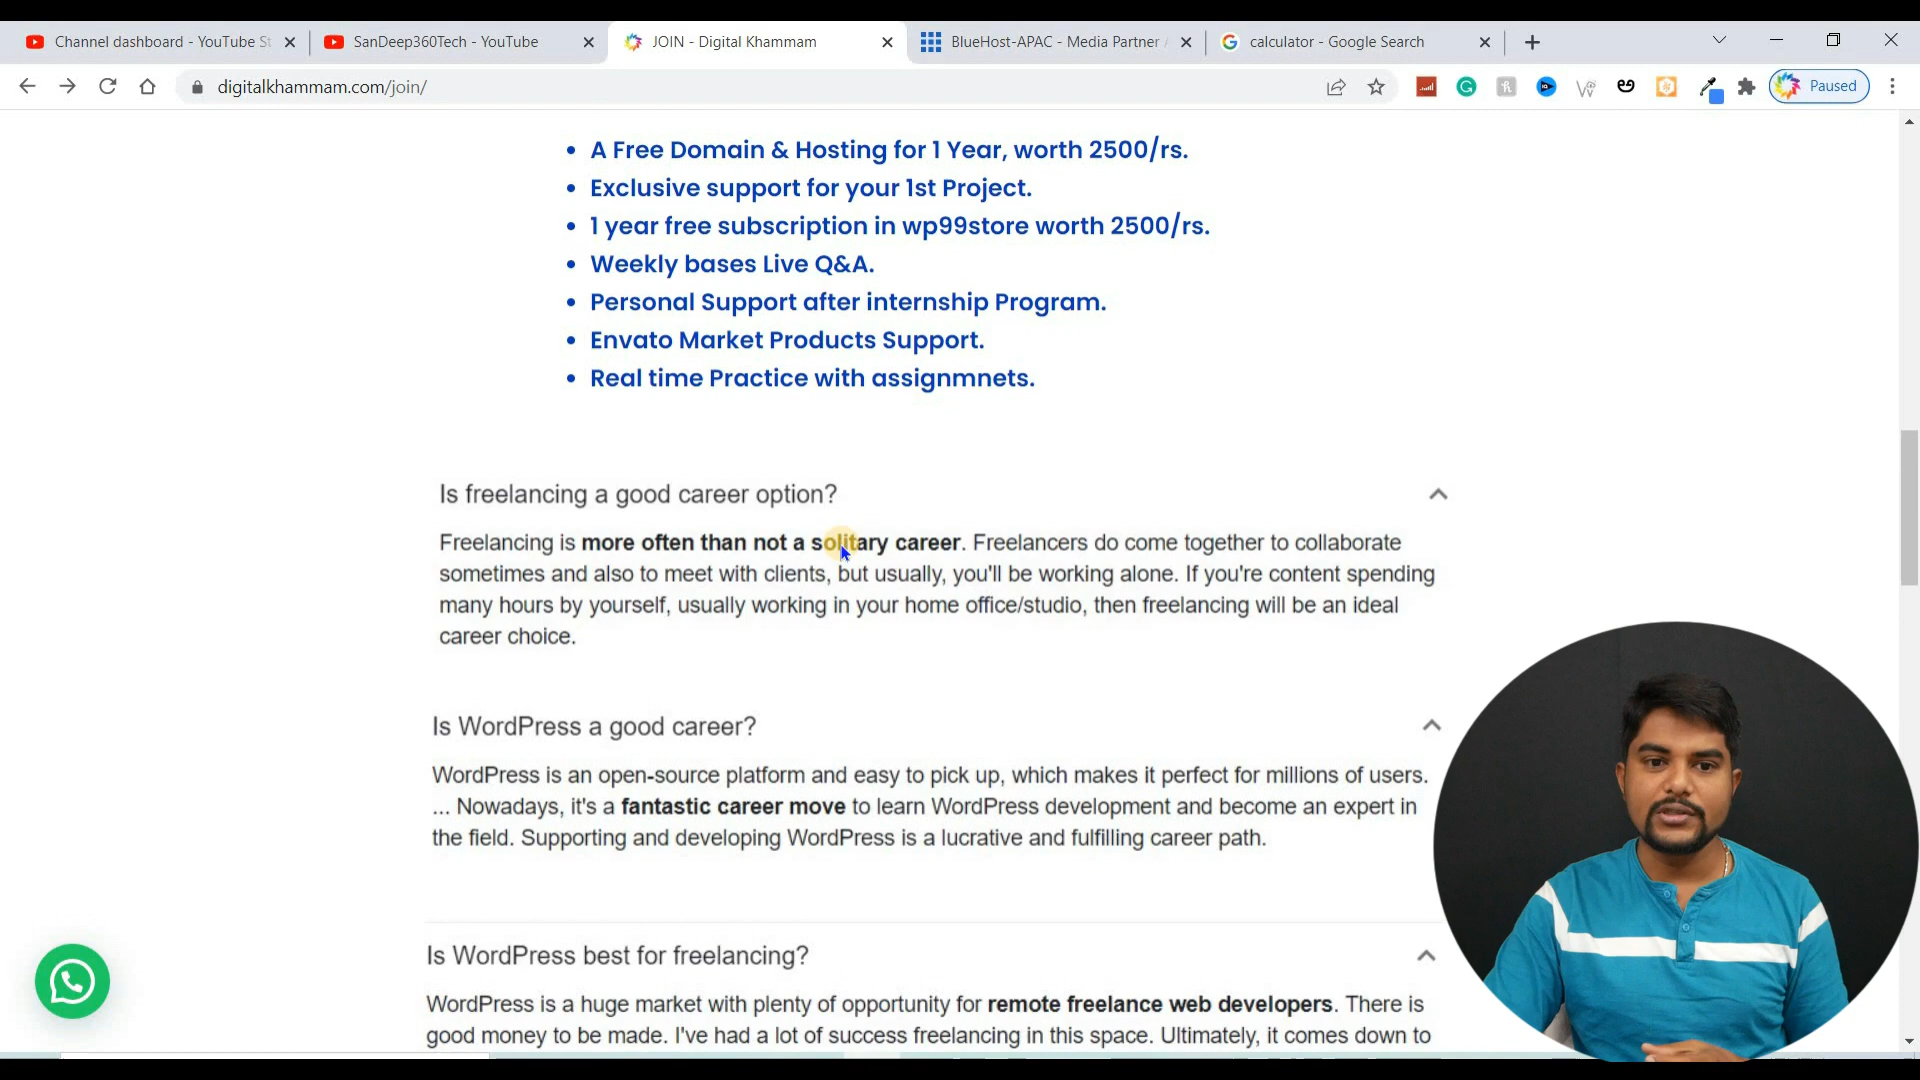 Channel dashboard - YouTube St
SanDeep360Tech - YouTube
JOIN - Digital Khammam
BlueHost-APAC - Media Partner
calculator - Google Search
digitalkhammam.com/join/
Paused
• A Free Domain & Hosting for 1 Year, worth 2500/rs.
• Exclusive support for your 1st Project.
• 1 year free subscription in wp99store worth 2500/rs.
• Weekly bases Live Q&A.
• Personal Support after internship Program.
• Envato Market Products Support.
• Real time Practice with assignmnets.
Is freelancing a good career option?
Freelancing is more often than not a solitary career. Freelancers do come together to collaborate
sometimes and also to meet with clients, but usually, you'll be working alone. If you're content spending
many hours by yourself, usually working in your home office/studio, then freelancing will be an ideal
career choice.
Is WordPress a good career?
WordPress is an open-source platform and easy to pick up, which makes it perfect for millions of users.
... Nowadays, it's a fantastic career move to learn WordPress development and become an expert in
the field. Supporting and developing WordPress is a lucrative and fulfilling career path.
Is WordPress best for freelancing?
WordPress is a huge market with plenty of opportunity for remote freelance web developers. There is
good money to be made. I've had a lot of success freelancing in this space. Ultimately, it comes down to